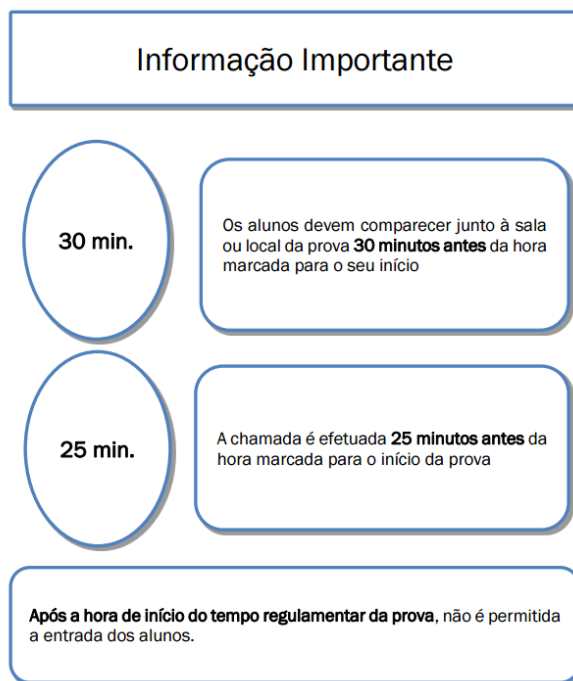 Informação Importante
30 min.
Os alunos devem comparecer junto à sala
ou local da prova 30 minutos antes da hora
marcada para o seu início
25 min.
A chamada é efetuada 25 minutos antes da
hora marcada para o início da prova
Após a hora de início do tempo regulamentar da prova, não é permitida
a entrada dos alunos.